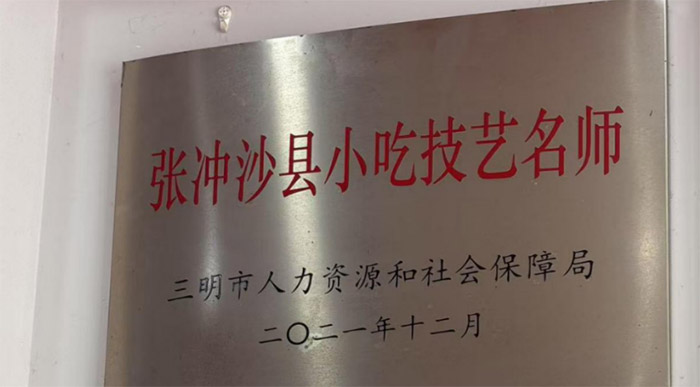 张冲沙县小吃技艺名师
三明市人力资源和社会保障局
二〇二一年十二月